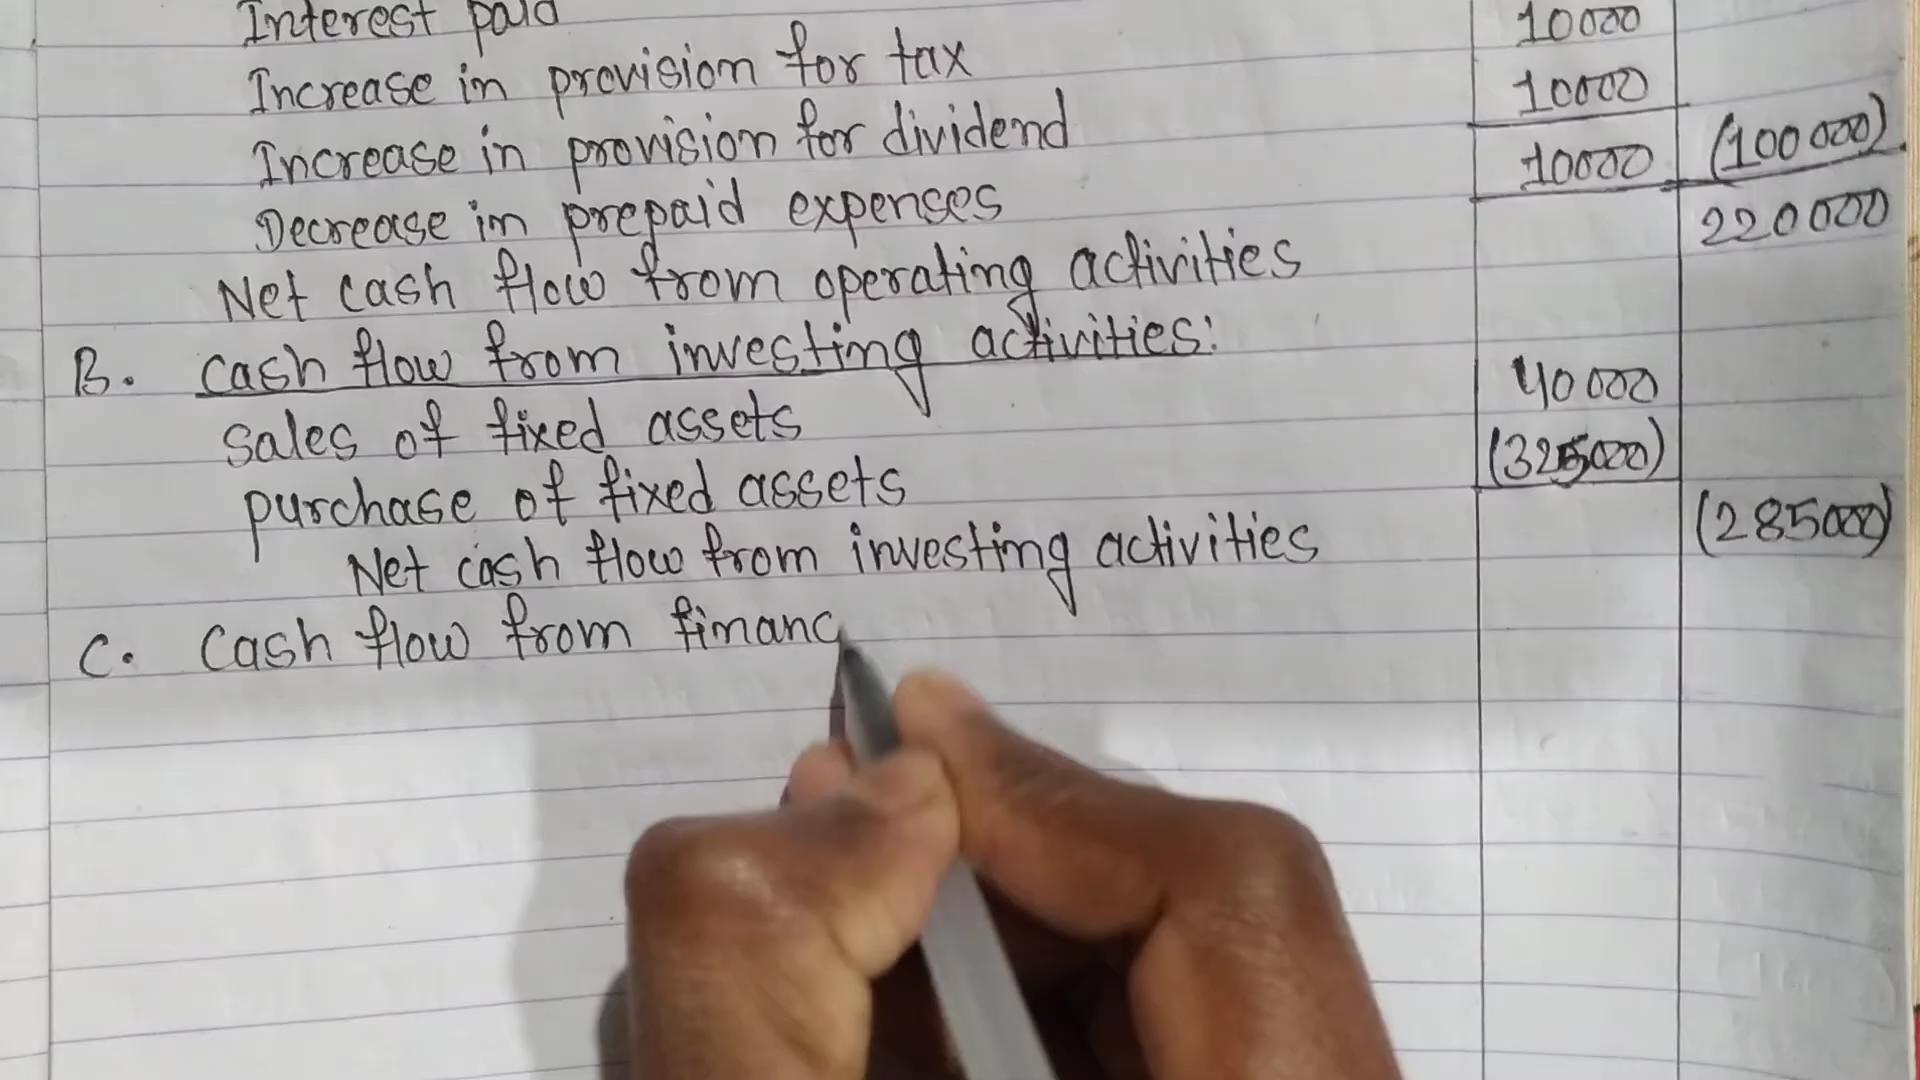 Interest paid 10000
Increase in provision for tax 10000
Increase in provision for dividend 10000 (100000)
Decrease in prepaid expenses 220000
Net cash flow from operating activities
B. Cash flow from investing activities:
Sales of fixed assets 40000
purchase of fixed assets (325000)
Net cash flow from investing activities (285000)
C. Cash flow from financ